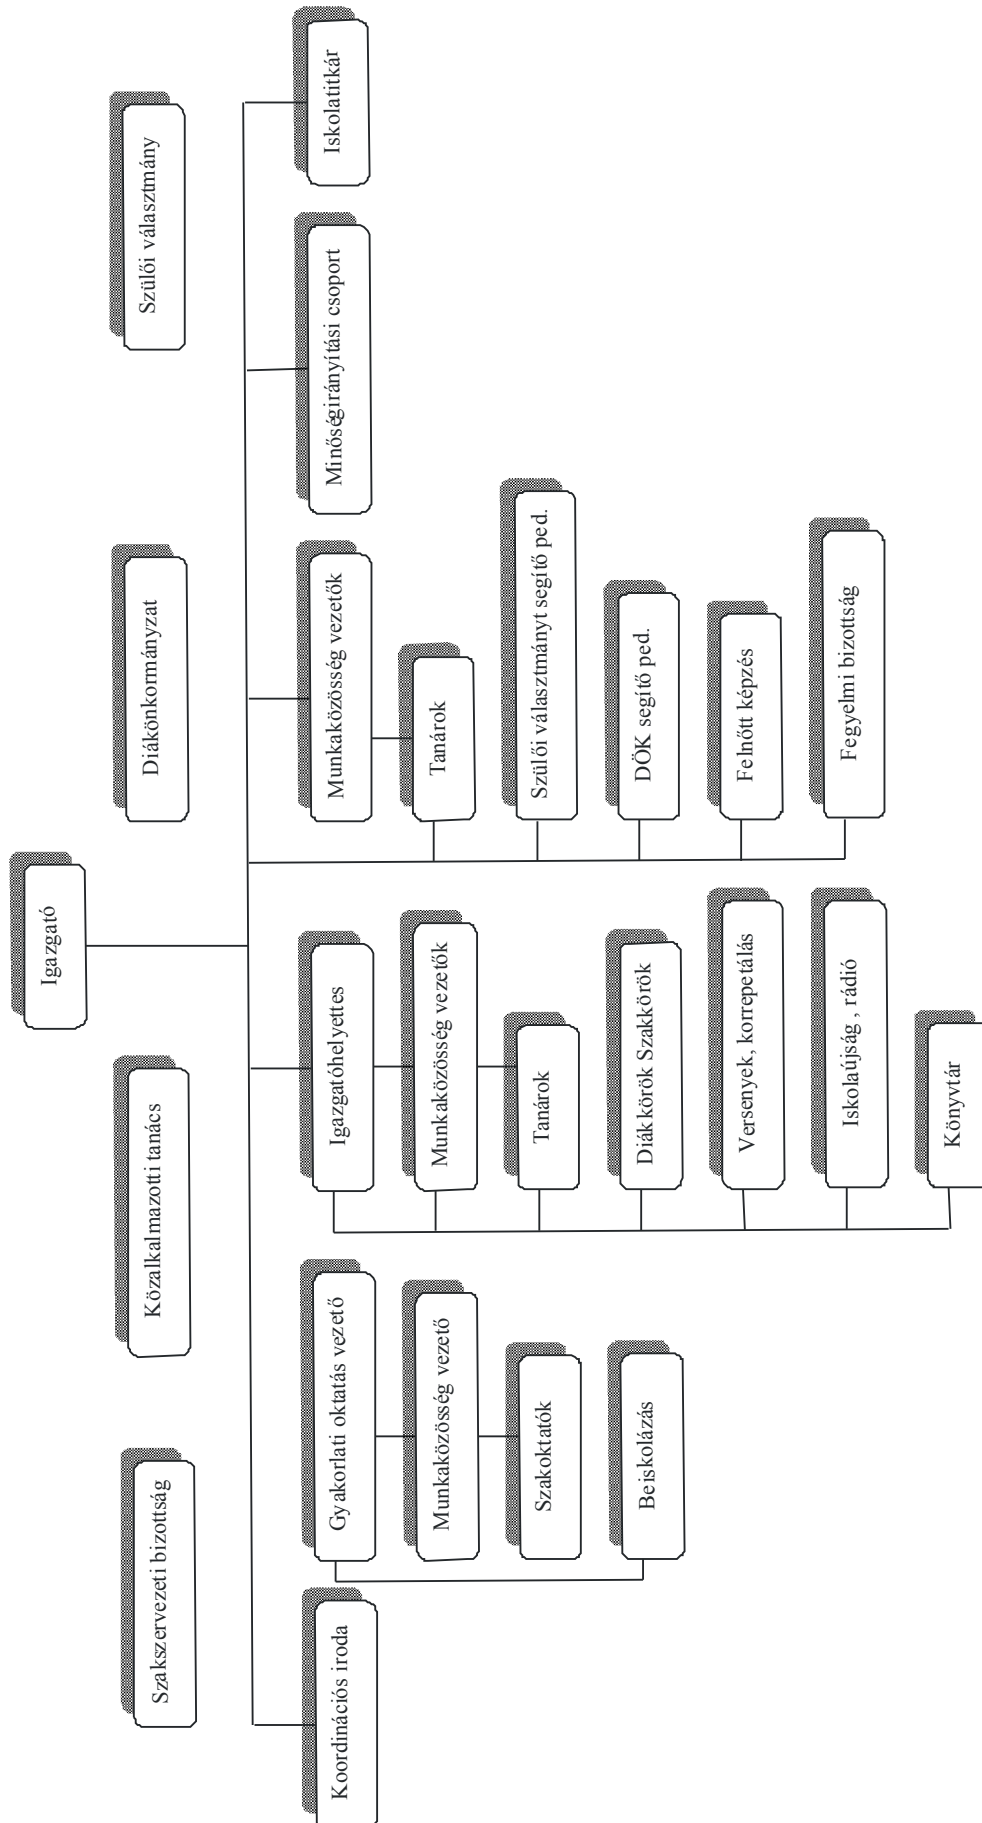 Igazgató
Szakszervezeti bizottság
Közalkalmazotti tanács
Diákönkormányzat
Szülői választmány
Koordinációs iroda
Gyakorlati oktatás vezető
Munkaközösség vezető
Szakoktatók
Beiskolázás
Igazgatóhelyettes
Munkaközösség vezetők
Tanárok
Diákkörök Szakkörök
Versenyek, korrepetálás
Iskolaújság , rádió
Könyvtár
Munkaközösség vezetők
Tanárok
Szülői választmányt segítő ped.
DÖK segítő ped.
Felnőtt képzés
Fegyelmi bizottság
Minőségirányítási csoport
Iskolatitkár